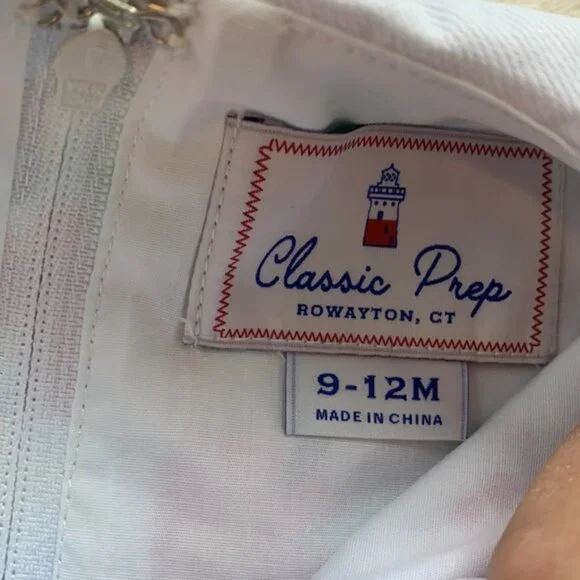 Classic Prep
ROWAYTON, CT
9-12M
MADE IN CHINA